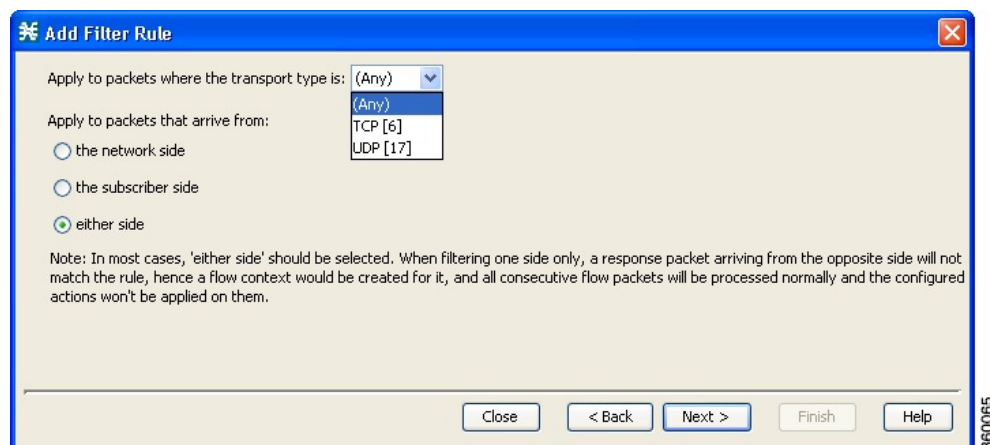 Add Filter Rule
Apply to packets where the transport type is: (Any)
(Any)
TCP [6]
UDP [17]
Apply to packets that arrive from:
the network side
the subscriber side
either side
Note: In most cases, 'either side' should be selected. When filtering one side only, a response packet arriving from the opposite side will not
match the rule, hence a flow context would be created for it, and all consecutive flow packets will be processed normally and the configured
actions won't be applied on them.
Close
< Back
Next >
Finish
Help